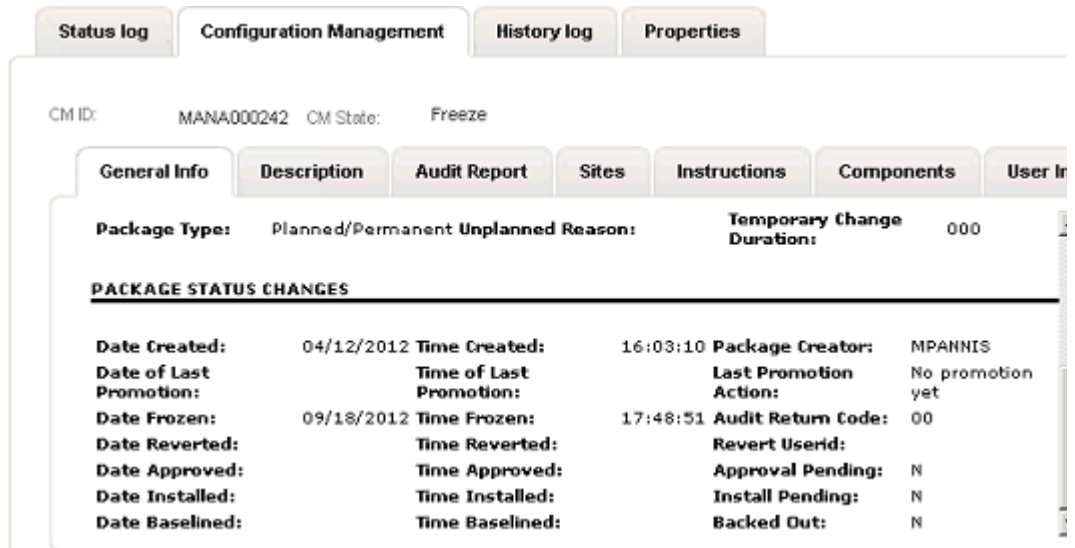 Status log Configuration Management History log Properties
CM ID: MANA000242 CM State: Freeze
General Info Description Audit Report Sites Instructions Components User In
Package Type: Planned/Permanent Unplanned Reason: Temporary Change Duration: 000
PACKAGE STATUS CHANGES
Date Created: 04/12/2012 Time Created: 16:03:10 Package Creator: MPANNIS
Date of Last Promotion: Time of Last Promotion: Last Promotion Action: No promotion yet
Date Frozen: 09/18/2012 Time Frozen: 17:48:51 Audit Return Code: 00
Date Reverted: Time Reverted: Revert Userid:
Date Approved: Time Approved: Approval Pending: N
Date Installed: Time Installed: Install Pending: N
Date Baselined: Time Baselined: Backed Out: N